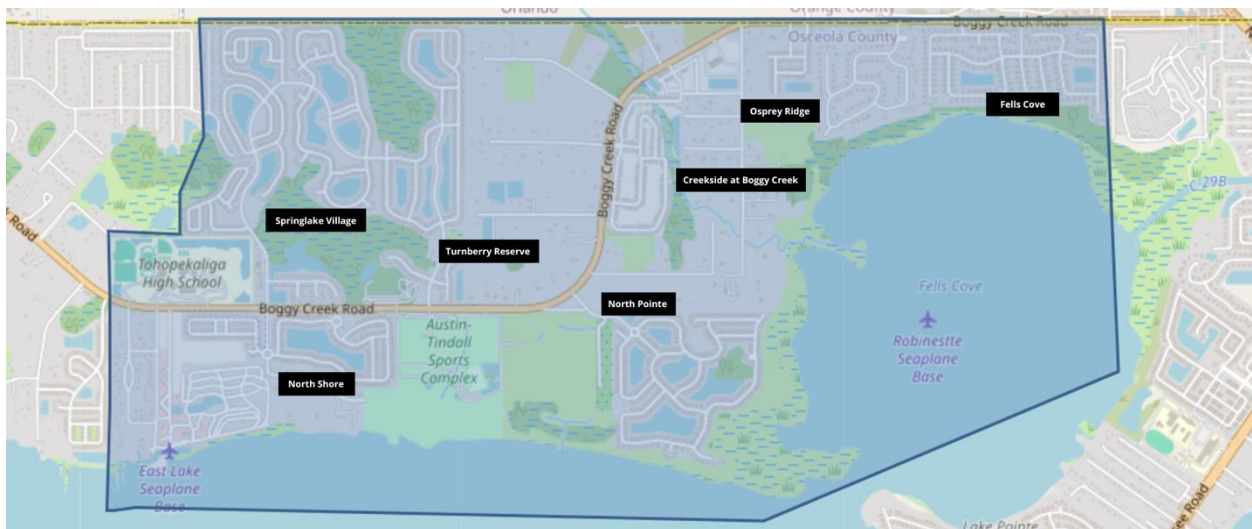 Orlando
Orange County
Boggy Creek Road
Osceola County
Fells Cove
Osprey Ridge
Boggy Creek Road
Creekside at Boggy Creek
C-29B
Springlake Village
Road
Turnberry Reserve
Tohopekaliga
High School
Fells Cove
North Pointe
Boggy Creek Road
Robinestte
Seaplane
Base
Austin-
Tindall
Sports
Complex
North Shore
East Lake
Seaplane
Base
Road
Lake Pointe